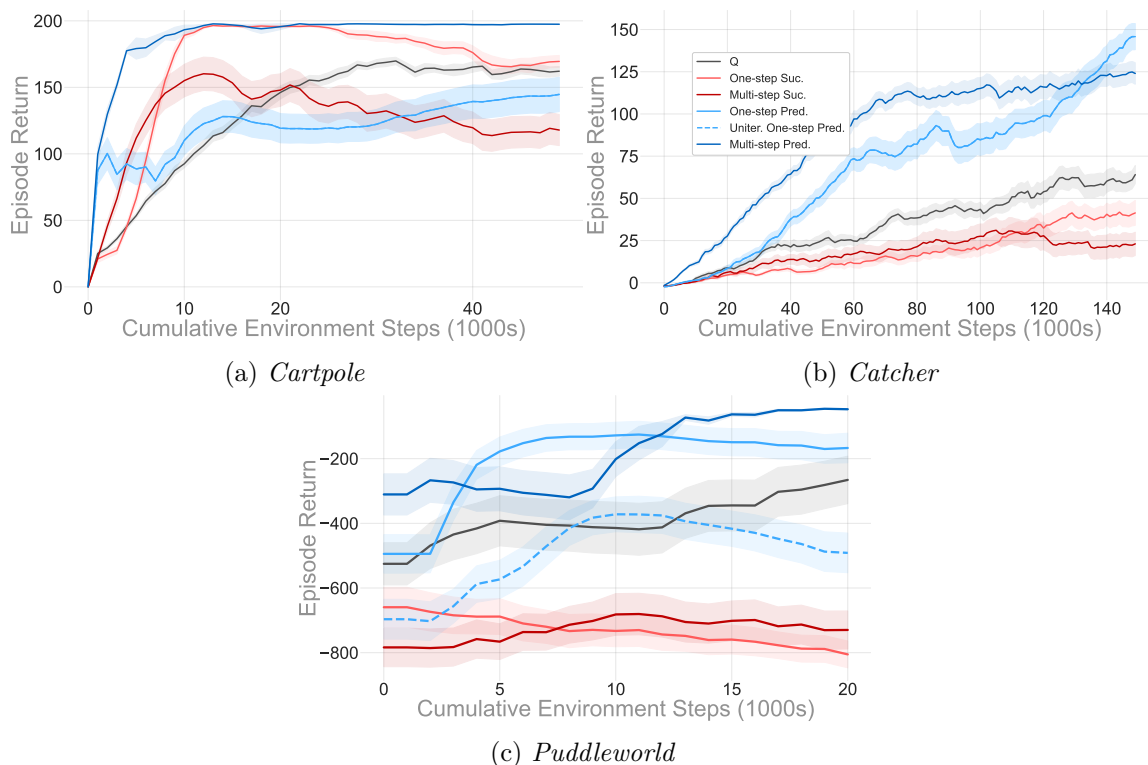 200
150
100
50
0
Episode Return
0
10
20
40
Cumulative Environment Steps (1000s)
(a) Cartpole
150
125
100
75
50
25
0
Episode Return
Q
One-step Suc.
Multi-step Suc.
One-step Pred.
Uniter. One-step Pred.
Multi-step Pred.
0
20
40
60
80
100
120
140
Cumulative Environment Steps (1000s)
(b) Catcher
−200
−400
−600
−800
Episode Return
0
5
10
15
20
Cumulative Environment Steps (1000s)
(c) Puddleworld